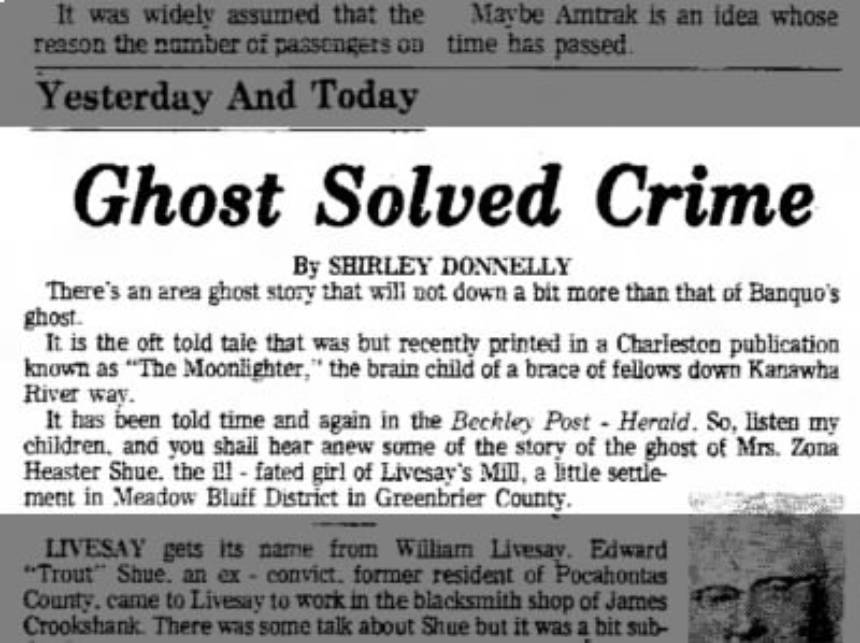 It was widely assumed that the
reason the number of passengers on
Maybe Amtrak is an idea whose
time has passed.
Yesterday And Today
Ghost Solved Crime
By SHIRLEY DONNELLY
There's an area ghost story that will not down a bit more than that of Banquo's
ghost.
It is the oft told tale that was but recently printed in a Charleston publication
known as "The Moonlighter," the brain child of a brace of fellows down Kanawha
River way.
It has been told time and again in the Beckley Post - Herald. So, listen my
children, and you shall hear anew some of the story of the ghost of Mrs. Zona
Heaster Shue, the ill - fated girl of Livesay's Mill, a little settle-
ment in Meadow Bluff District in Greenbrier County.
LIVESAY gets its name from William Livesay. Edward
"Trout" Shue, an ex - convict, former resident of Pocahontas
County, came to Livesay to work in the blacksmith shop of James
Crookshank. There was some talk about Shue but it was a bit sub-